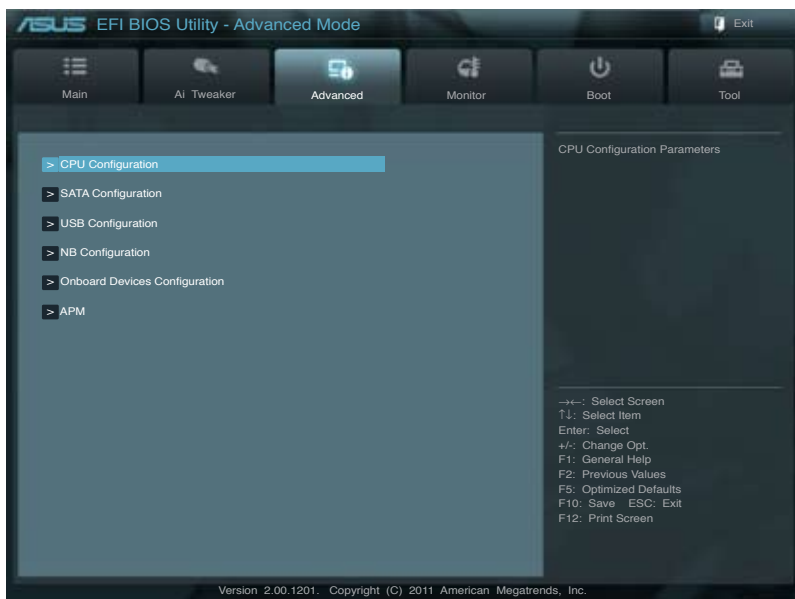 ASUS EFI BIOS Utility - Advanced Mode
Exit
Main
Ai Tweaker
Advanced
Monitor
Boot
Tool
> CPU Configuration
> SATA Configuration
> USB Configuration
> NB Configuration
> Onboard Devices Configuration
> APM
CPU Configuration Parameters
→←: Select Screen
↑↓: Select Item
Enter: Select
+/-: Change Opt.
F1: General Help
F2: Previous Values
F5: Optimized Defaults
F10: Save ESC: Exit
F12: Print Screen
Version 2.00.1201. Copyright (C) 2011 American Megatrends, Inc.